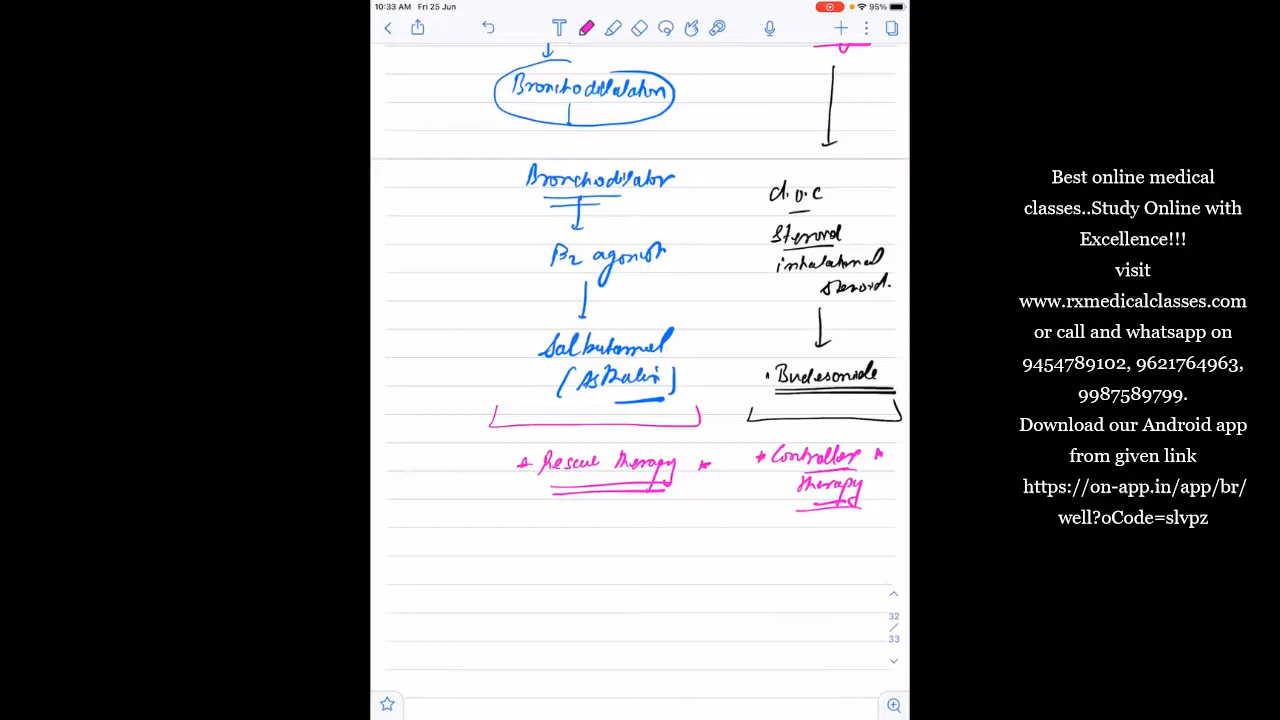 10:33 AM Fri 25 Jun
95%
Bronchodilatation
Bronchodilator
B2 agonist
Salbutamol
(Asthalin)
d.o.c
Steroid
inhalational
steroid.
Budesonide
* Rescue therapy *
* Controller *
therapy
32
/
33
Best online medical
classes..Study Online with
Excellence!!!
visit
www.rxmedicalclasses.com
or call and whatsapp on
9454789102, 9621764963,
9987589799.
Download our Android app
from given link
https://on-app.in/app/br/
well?oCode=slvpz